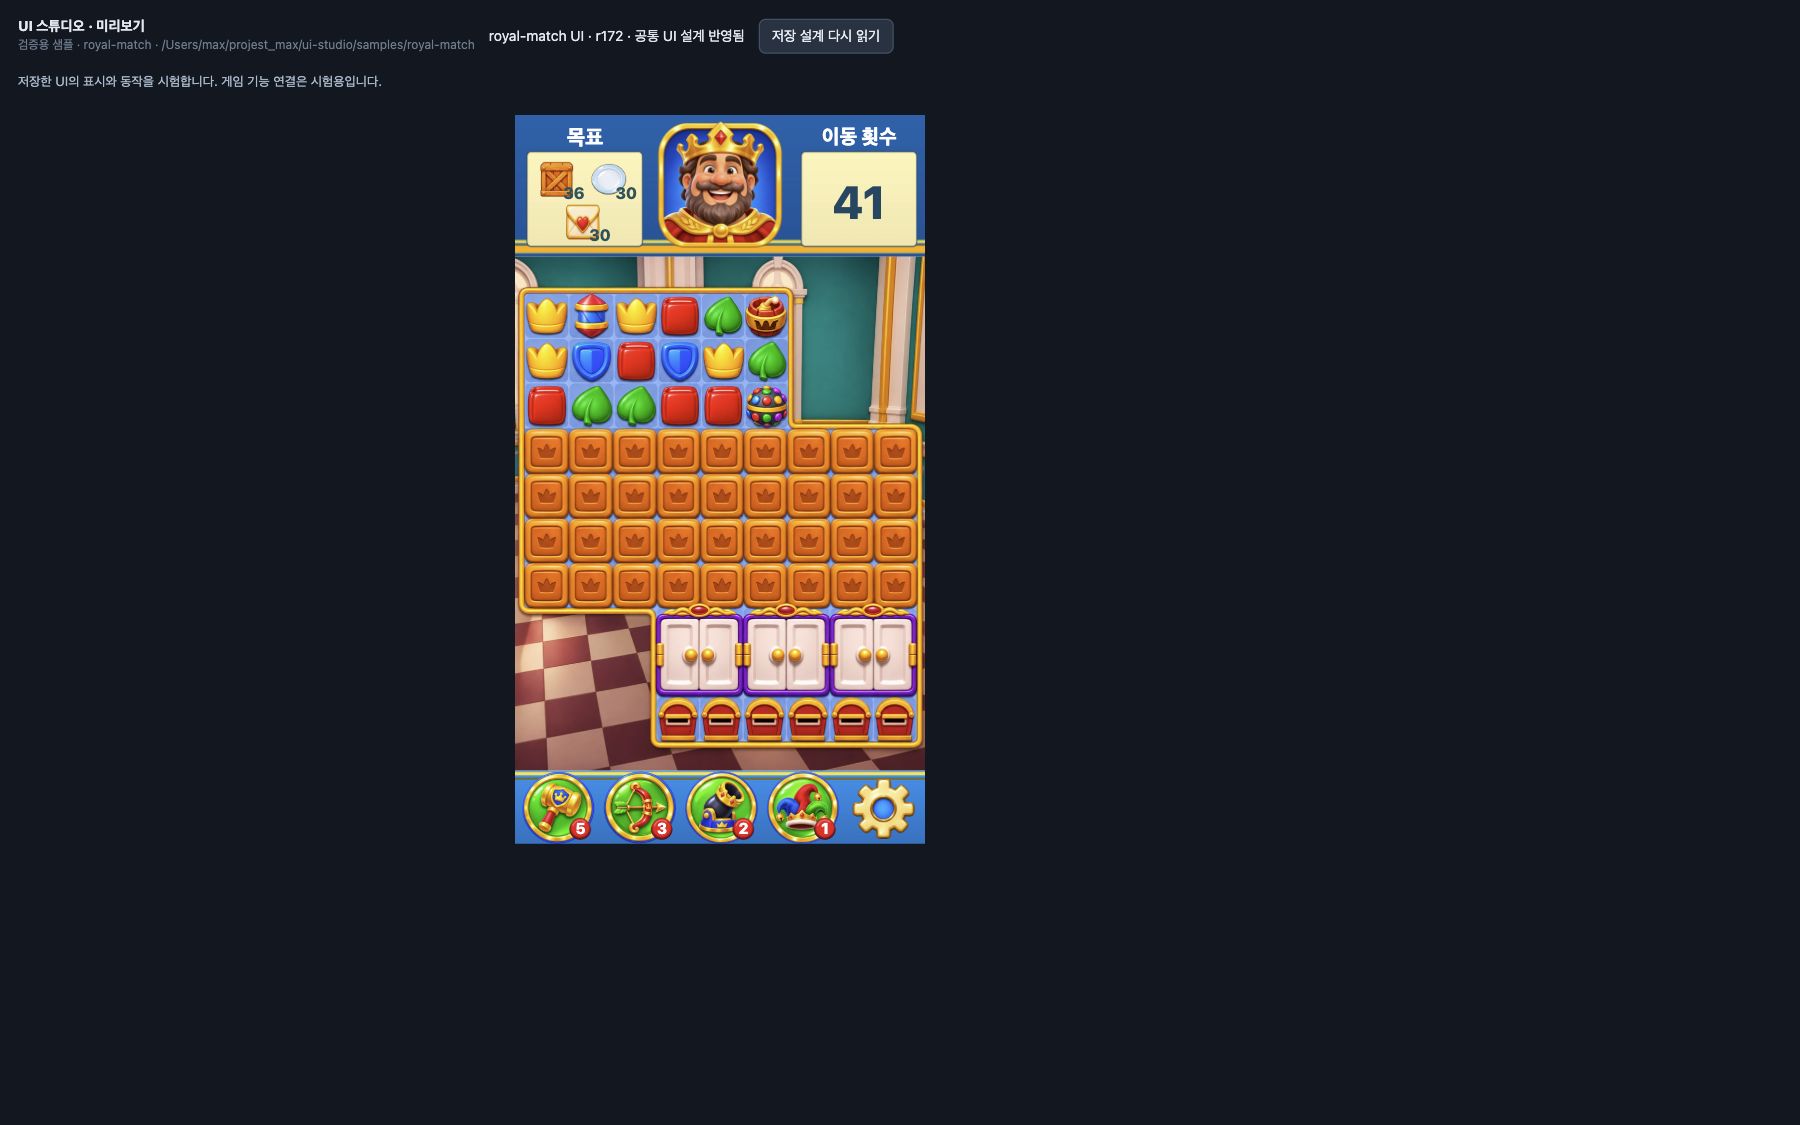 UI 스튜디오 · 미리보기
검증용 샘플 · royal-match · /Users/max/projest_max/ui-studio/samples/royal-match
royal-match UI · r172 · 공통 UI 설계 반영됨
저장 설계 다시 읽기
저장한 UI의 표시와 동작을 시험합니다. 게임 기능 연결은 시험용입니다.
목표
이동 횟수
36
30
30
41
5
3
2
1